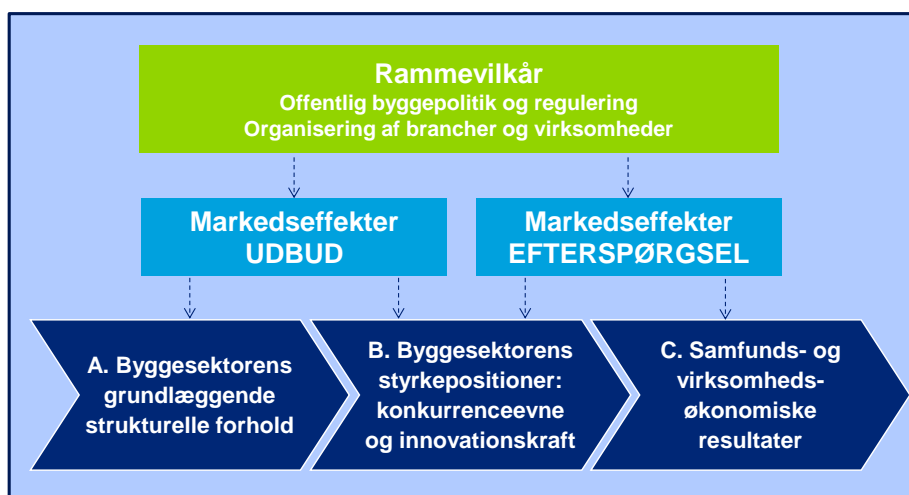 Rammevilkår
Offentlig byggepolitik og regulering
Organisering af brancher og virksomheder
Markedseffekter
UDBUD
Markedseffekter
EFTERSPØRGSEL
A. Byggesektorens
grundlæggende
strukturelle forhold
B. Byggesektorens
styrkepositioner:
konkurrenceevne
og innovationskraft
C. Samfunds- og
virksomheds-
økonomiske
resultater